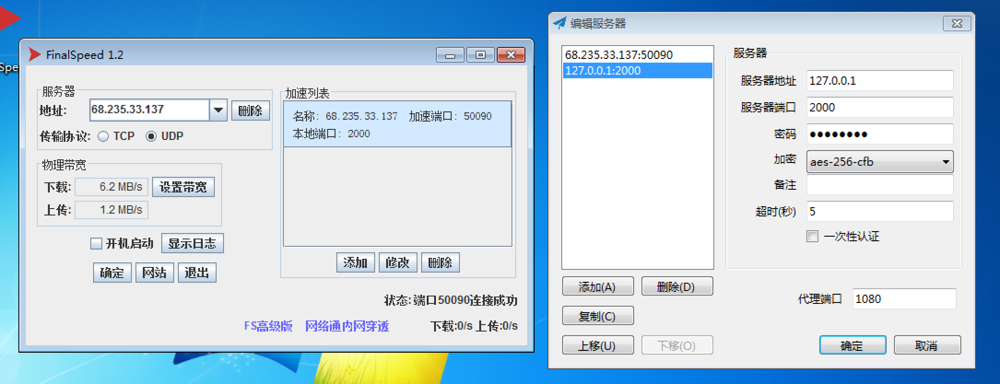 Spe
FinalSpeed 1.2
服务器
地址: 68.235.33.137 删除
传输协议: TCP UDP
物理带宽
下载: 6.2 MB/s 设置带宽
上传: 1.2 MB/s
开机启动 显示日志
确定 网站 退出
加速列表
名称: 68.235.33.137 加速端口: 50090
本地端口: 2000
添加 修改 删除
状态: 端口50090连接成功
FS高级版 网络通内网穿透 下载:0/s 上传:0/s
编辑服务器
68.235.33.137:50090
127.0.0.1:2000
服务器
服务器地址 127.0.0.1
服务器端口 2000
密码 ●●●●●●●●
加密 aes-256-cfb
备注
超时(秒) 5
一次性认证
添加(A) 删除(D)
复制(C)
上移(U) 下移(O)
代理端口 1080
确定 取消